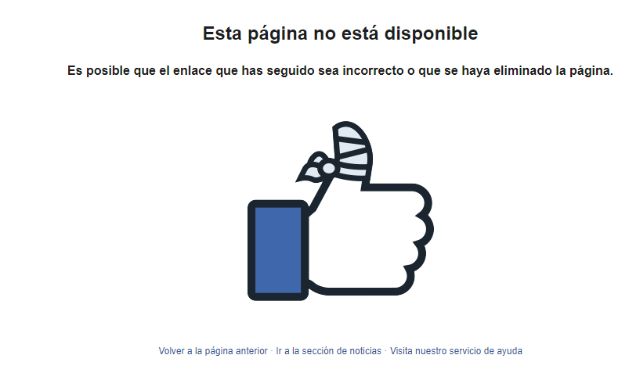 Esta página no está disponible
Es posible que el enlace que has seguido sea incorrecto o que se haya eliminado la página.
Volver a la página anterior · Ir a la sección de noticias · Visita nuestro servicio de ayuda